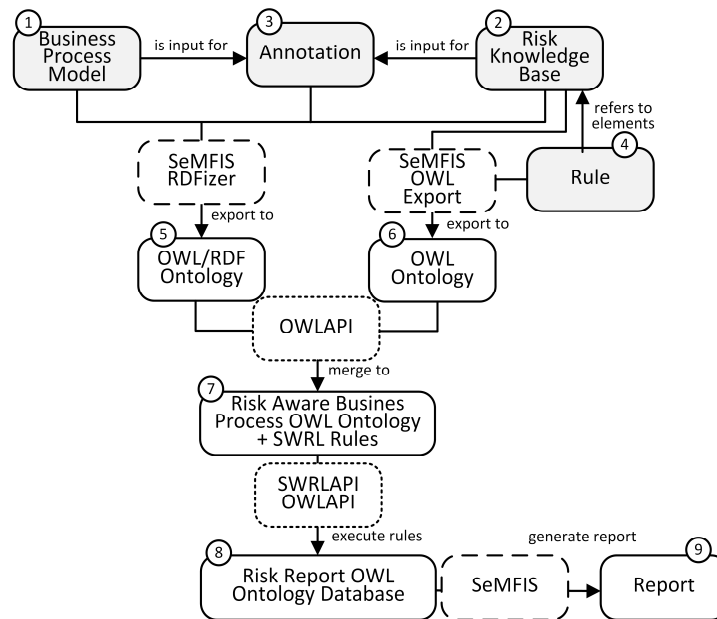 1
Business
Process
Model
is input for
3
Annotation
is input for
2
Risk
Knowledge
Base
refers to
elements
4
Rule
SeMFIS
RDFizer
export to
SeMFIS
OWL
Export
export to
5
OWL/RDF
Ontology
6
OWL
Ontology
OWLAPI
merge to
7
Risk Aware Busines
Process OWL Ontology
+ SWRL Rules
SWRLAPI
OWLAPI
execute rules
8
Risk Report OWL
Ontology Database
SeMFIS
generate report
9
Report